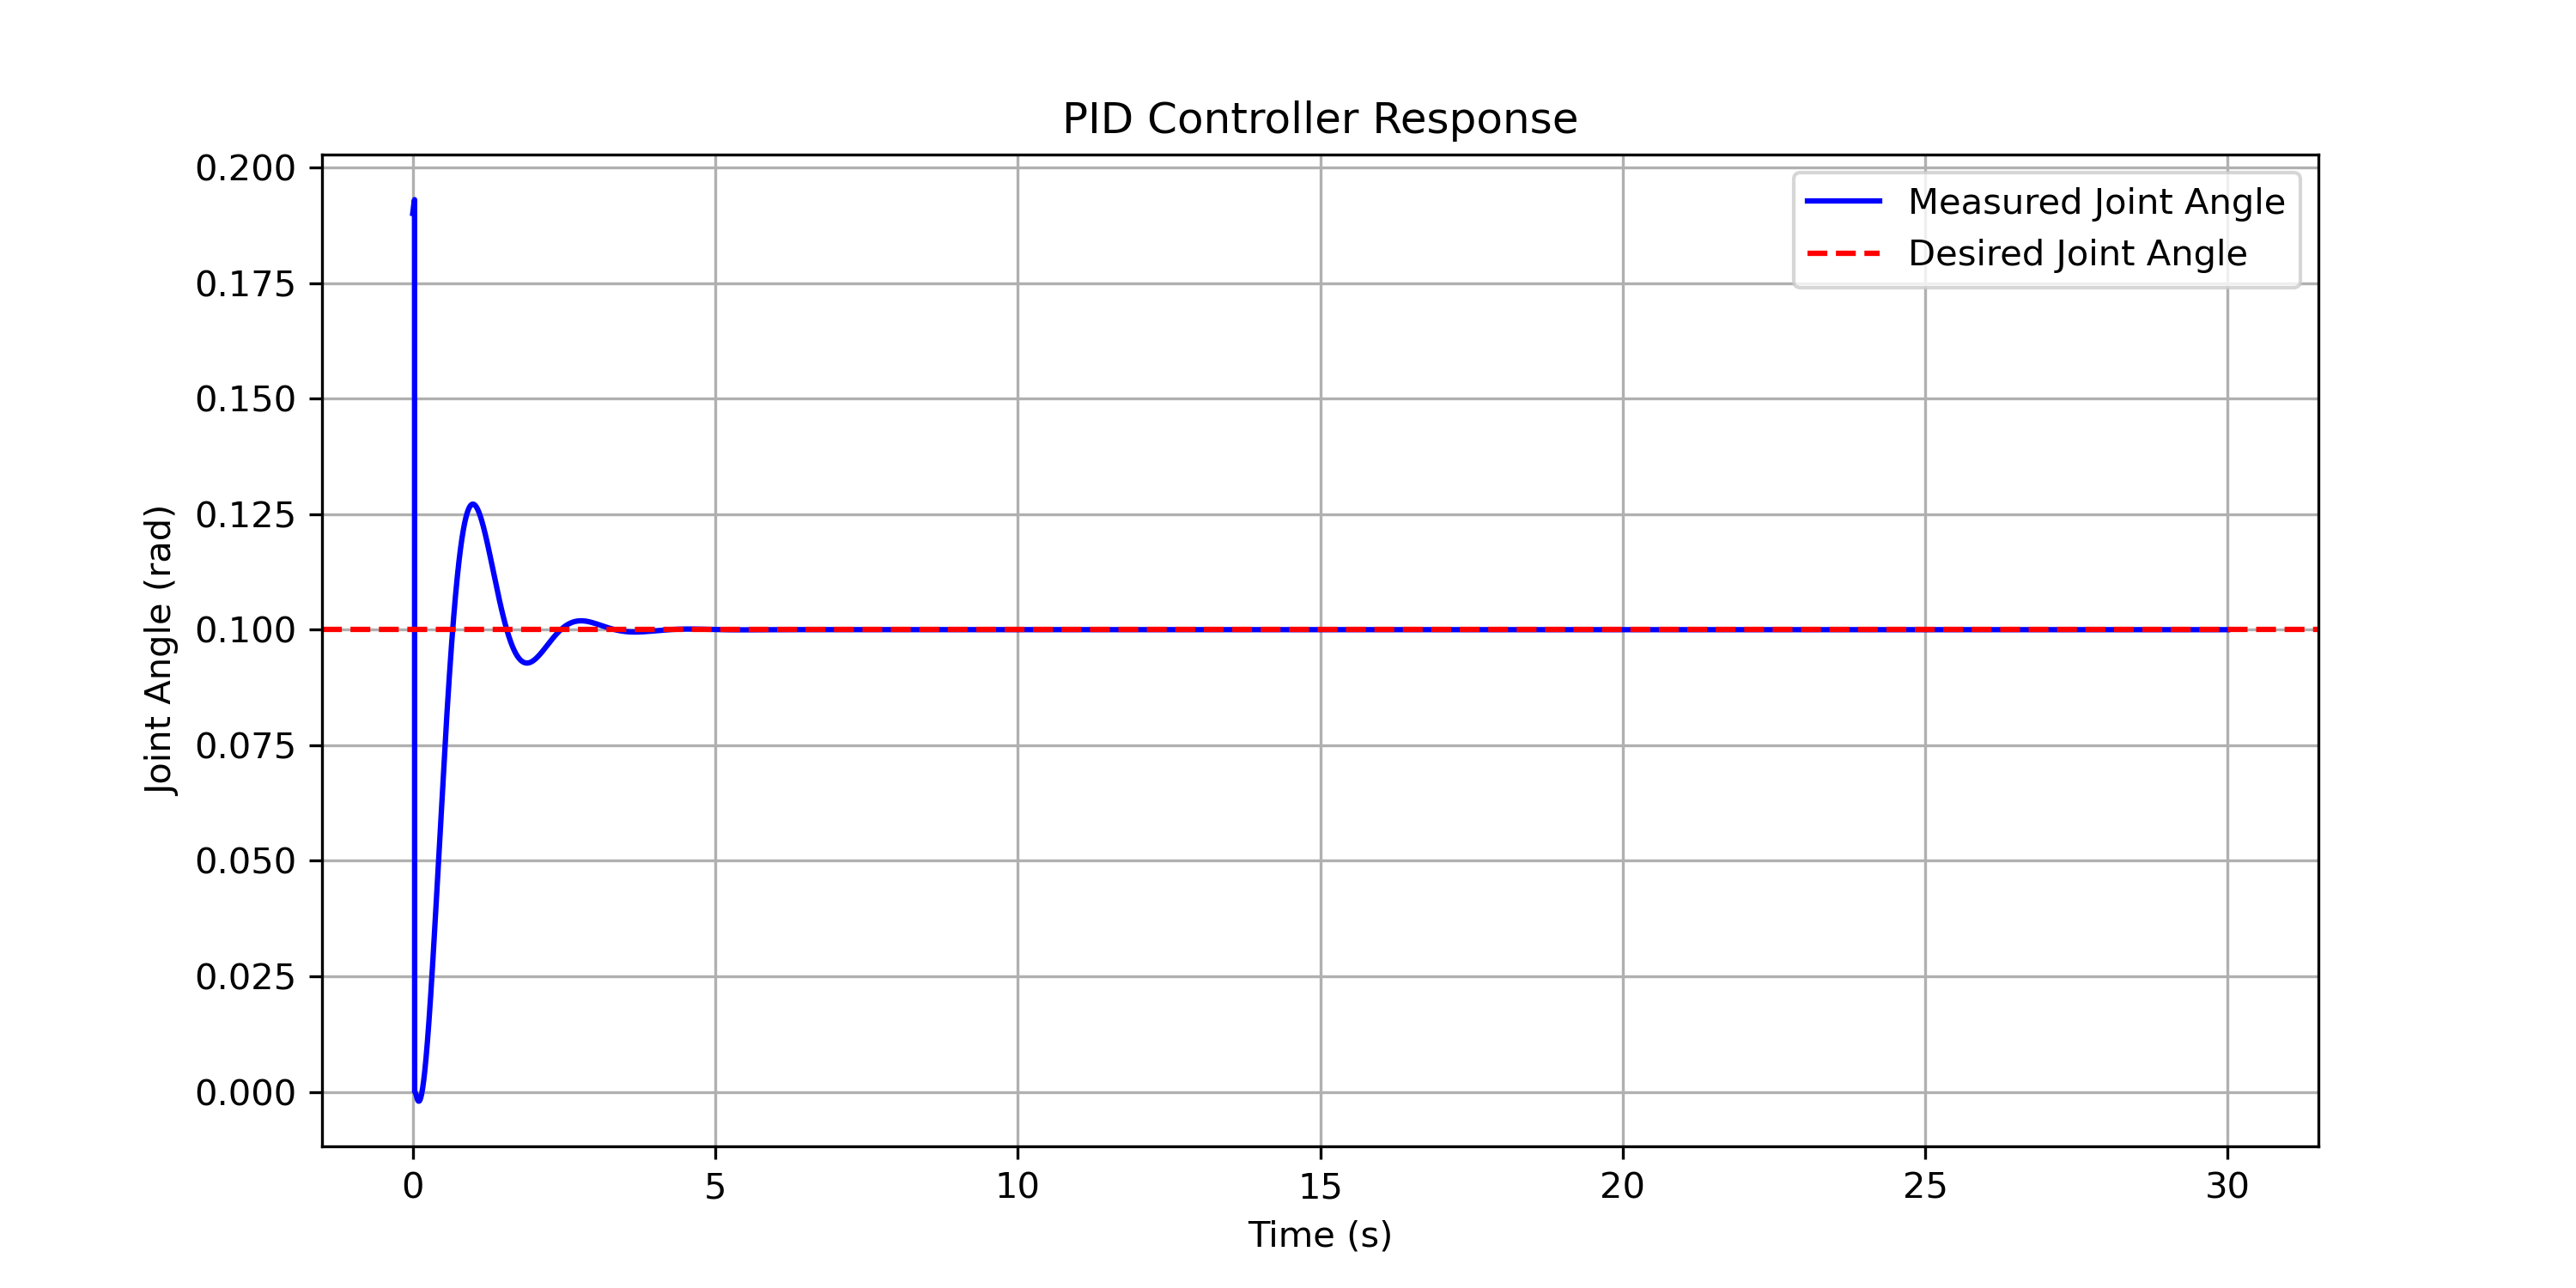 PID Controller Response
Measured Joint Angle
Desired Joint Angle
Joint Angle (rad)
0.200
0.175
0.150
0.125
0.100
0.075
0.050
0.025
0.000
0 5 10 15 20 25 30
Time (s)